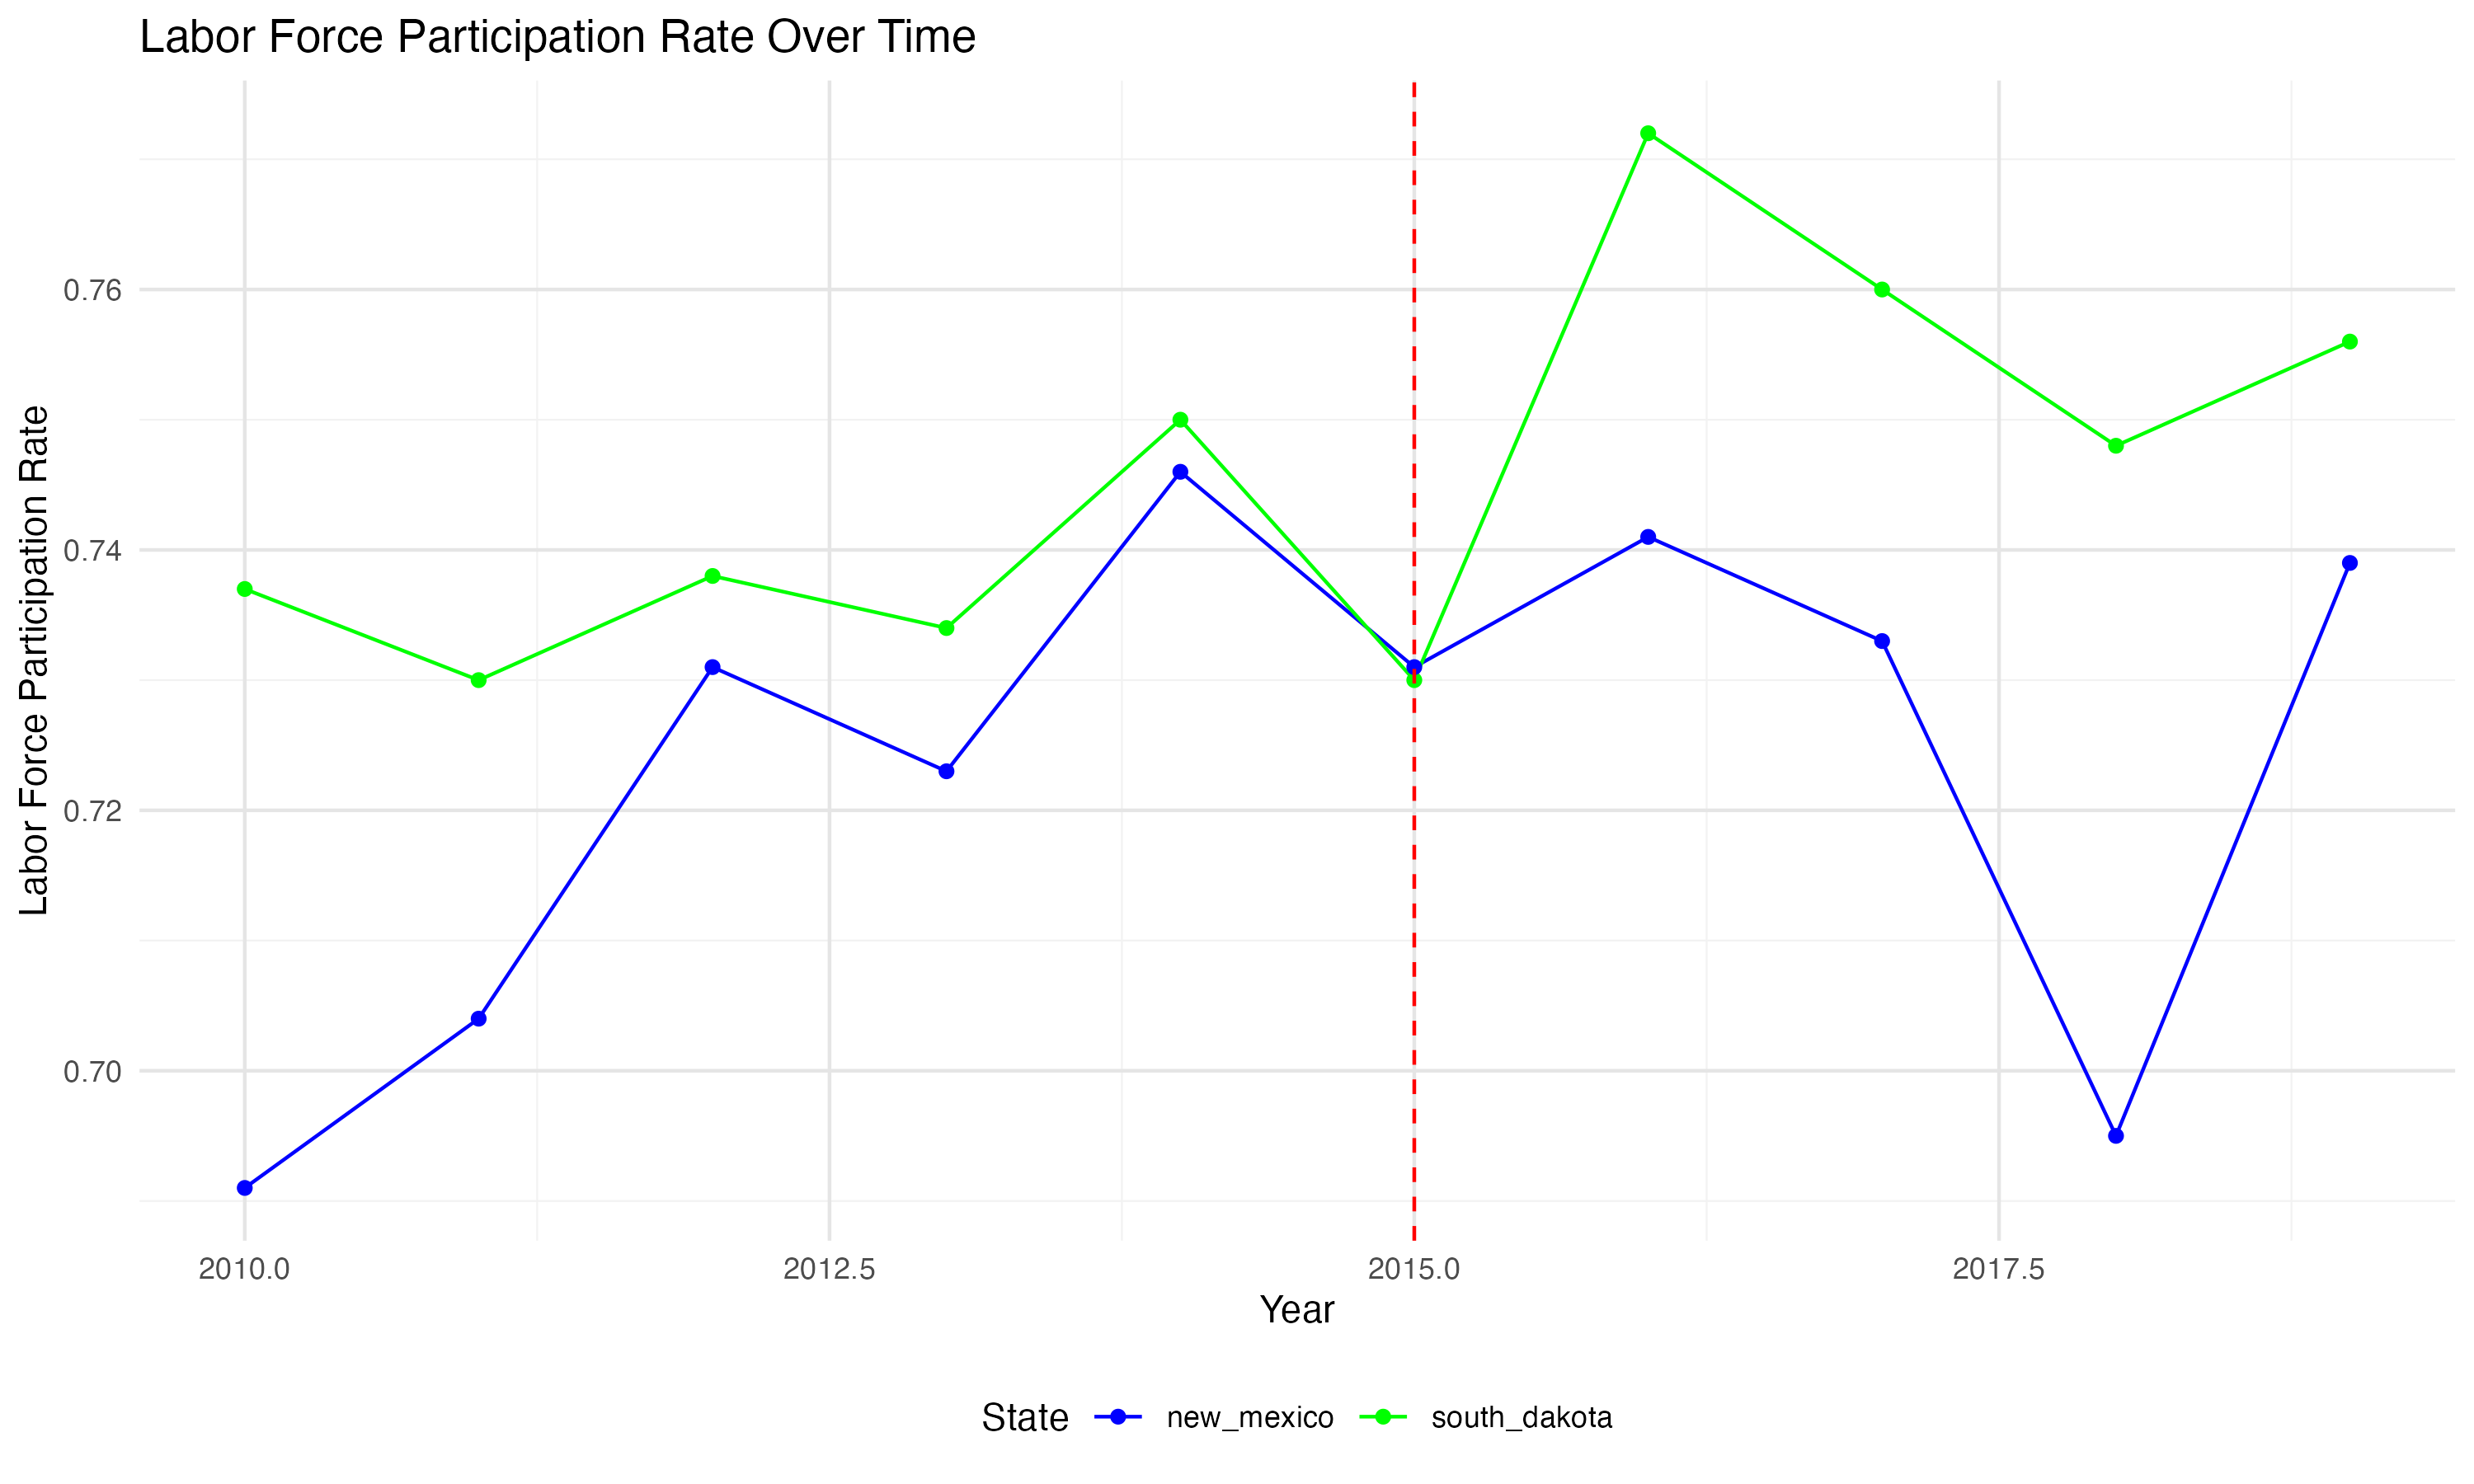 Labor Force Participation Rate Over Time
Labor Force Participation Rate
0.76
0.74
0.72
0.70
2010.0 2012.5 2015.0 2017.5
Year
State new_mexico south_dakota